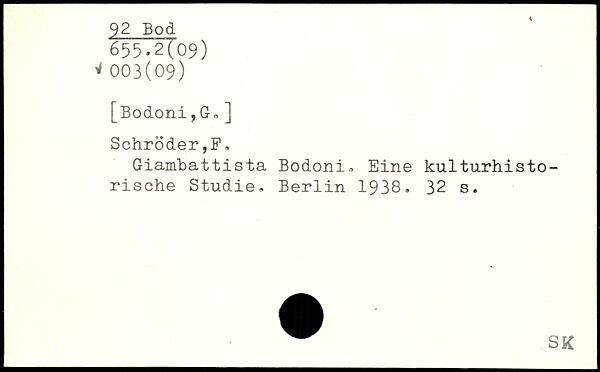 92 Bod
655.2(09)
√ 003(09)
[Bodoni,G.]
Schröder,F.
Giambattista Bodoni. Eine kulturhisto-
rische Studie. Berlin 1938. 32 s.
SK